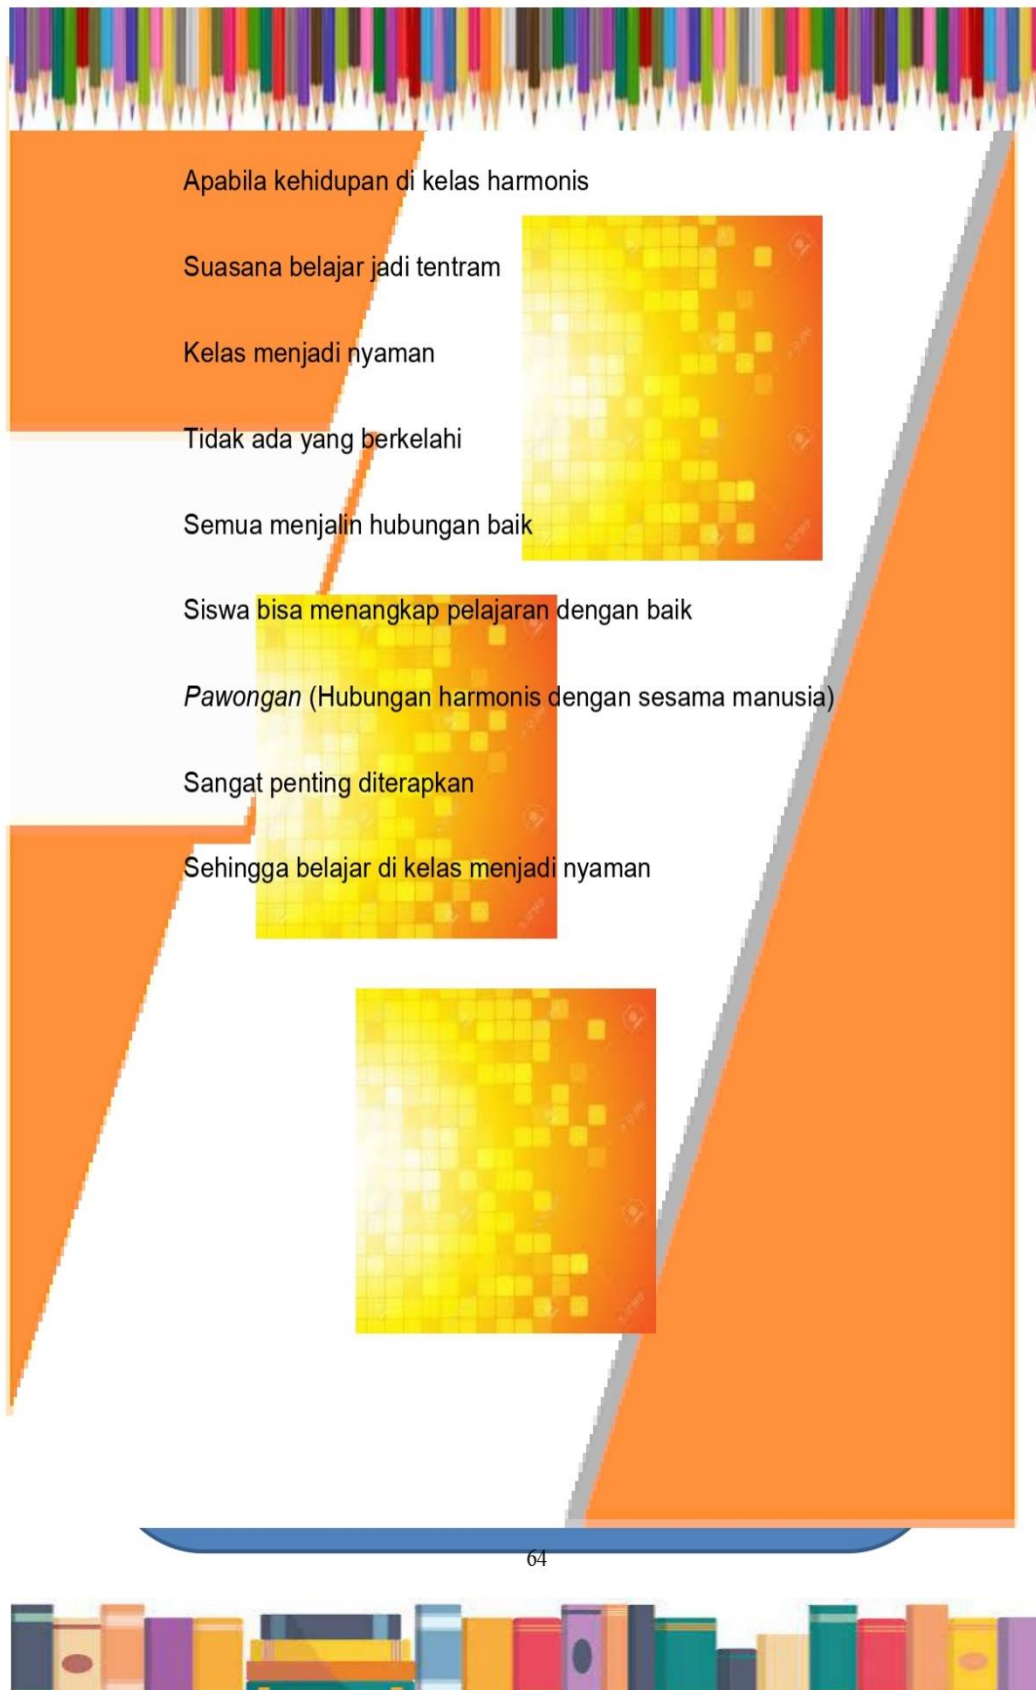 Apabila kehidupan di kelas harmonis
Suasana belajar jadi tentram
Kelas menjadi nyaman
Tidak ada yang berkelahi
Semua menjalin hubungan baik
Siswa bisa menangkap pelajaran dengan baik
Pawongan (Hubungan harmonis dengan sesama manusia)
Sangat penting diterapkan
Sehingga belajar di kelas menjadi nyaman
64